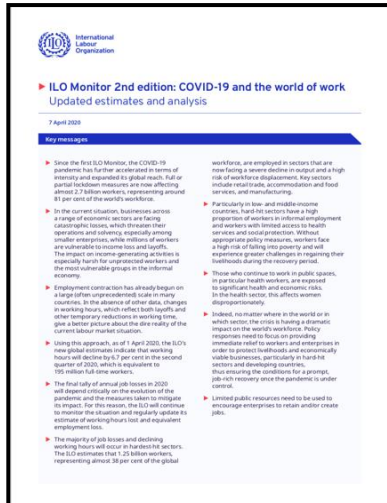 International
Labour
Organization
ILO Monitor 2nd edition: COVID-19 and the world of work
Updated estimates and analysis
7 April 2020
Key messages
Since the first ILO Monitor, the COVID-19
pandemic has further accelerated in terms of
intensity and expanded its global reach. Full or
partial lockdown measures are now affecting
almost 2.7 billion workers, representing around
81 per cent of the world's workforce.
In the current situation, businesses across
a range of economic sectors are facing
catastrophic losses, which threaten their
operations and solvency, especially among
smaller enterprises, while millions of workers
are vulnerable to income loss and layoffs.
The impact on income-generating activities is
especially harsh for unprotected workers and
the most vulnerable groups in the informal
economy.
Employment contraction has already begun on
a large (often unprecedented) scale in many
countries. In the absence of other data, changes
in working hours, which reflect both layoffs and
other temporary reductions in working time,
give a better picture about the dire reality of the
current labour market situation.
Using this approach, as of 1 April 2020, the ILO's
new global estimates indicate that working
hours will decline by 6.7 per cent in the second
quarter of 2020, which is equivalent to
195 million full-time workers.
The final tally of annual job losses in 2020
will depend critically on the evolution of the
pandemic and the measures taken to mitigate
its impact. For this reason, the ILO will continue
to monitor the situation and regularly update its
estimate of working hours lost and equivalent
employment loss.
The majority of job losses and declining
working hours will occur in hardest-hit sectors.
The ILO estimates that 1.25 billion workers,
representing almost 38 per cent of the global
workforce, are employed in sectors that are
now facing a severe decline in output and a high
risk of workforce displacement. Key sectors
include retail trade, accommodation and food
services, and manufacturing.
Particularly in low- and middle-income
countries, hard-hit sectors have a high
proportion of workers in informal employment
and workers with limited access to health
services and social protection. Without
appropriate policy measures, workers face
a high risk of falling into poverty and will
experience greater challenges in regaining their
livelihoods during the recovery period.
Those who continue to work in public spaces,
in particular health workers, are exposed
to significant health and economic risks.
In the health sector, this affects women
disproportionately.
Indeed, no matter where in the world or in
which sector, the crisis is having a dramatic
impact on the world's workforce. Policy
responses need to focus on providing
immediate relief to workers and enterprises in
order to protect livelihoods and economically
viable businesses, particularly in hard-hit
sectors and developing countries,
thus ensuring the conditions for a prompt,
job-rich recovery once the pandemic is under
control.
Limited public resources need to be used to
encourage enterprises to retain and/or create
jobs.